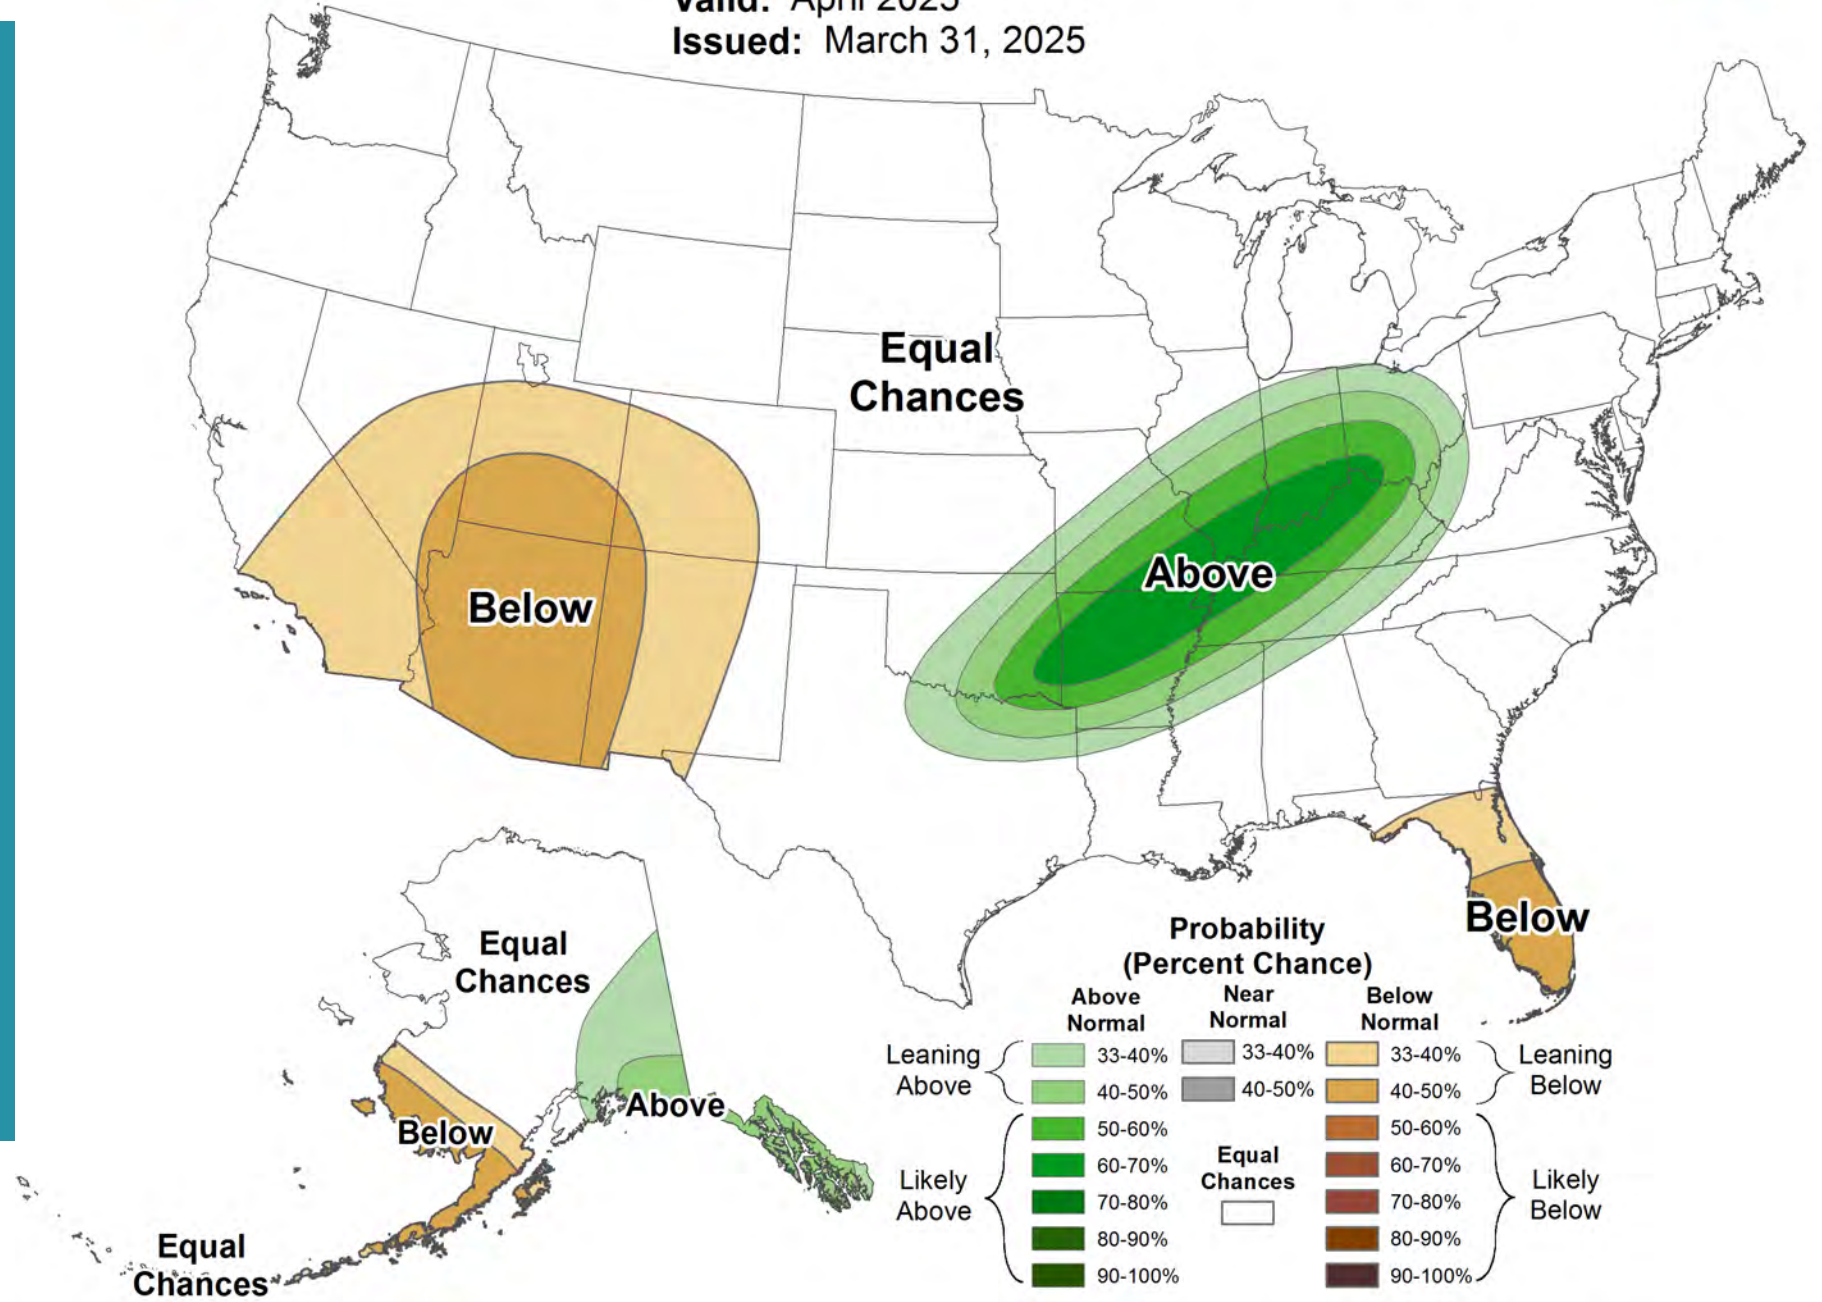 Valid: April 2025
Issued: March 31, 2025
Equal
Chances
Below
Above
Below
Equal
Chances
Above
Below
Equal
Chances
Probability
(Percent Chance)
Above
Normal
Near
Normal
Below
Normal
Leaning
Above
33-40%
33-40%
33-40%
Leaning
Below
40-50%
40-50%
40-50%
Likely
Above
50-60%
Equal
Chances
50-60%
Likely
Below
60-70%
60-70%
70-80%
70-80%
80-90%
80-90%
90-100%
90-100%